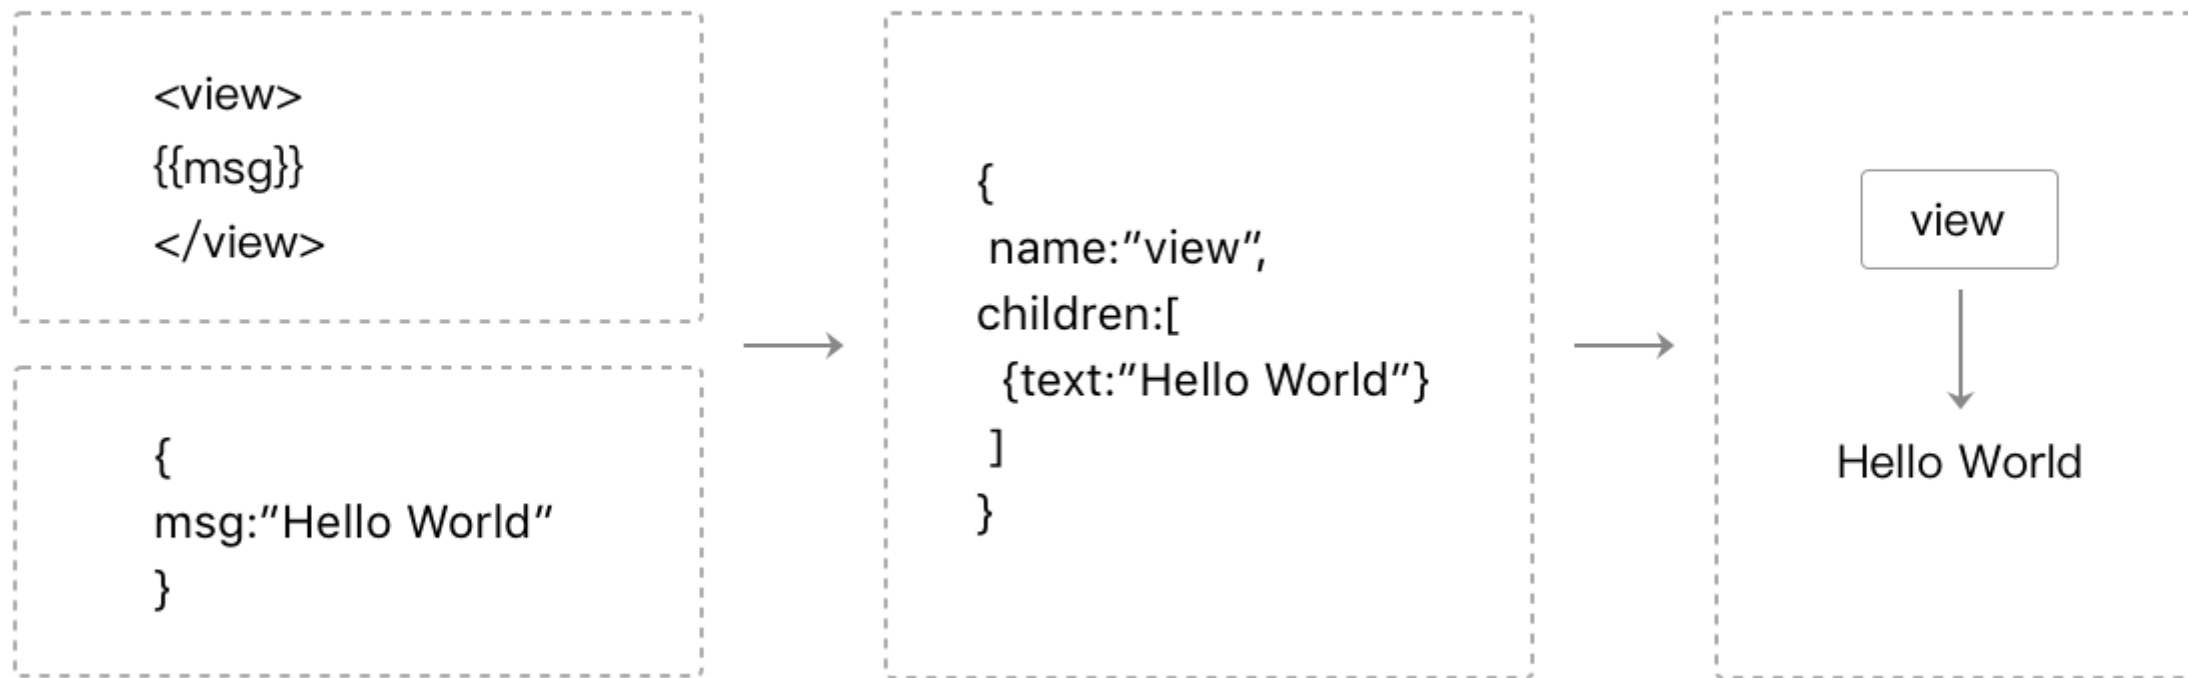 <view>
{{msg}}
</view>
{
msg:”Hello World”
}
{
name:”view”,
children:[
{text:”Hello World”}
]
}
view
Hello World